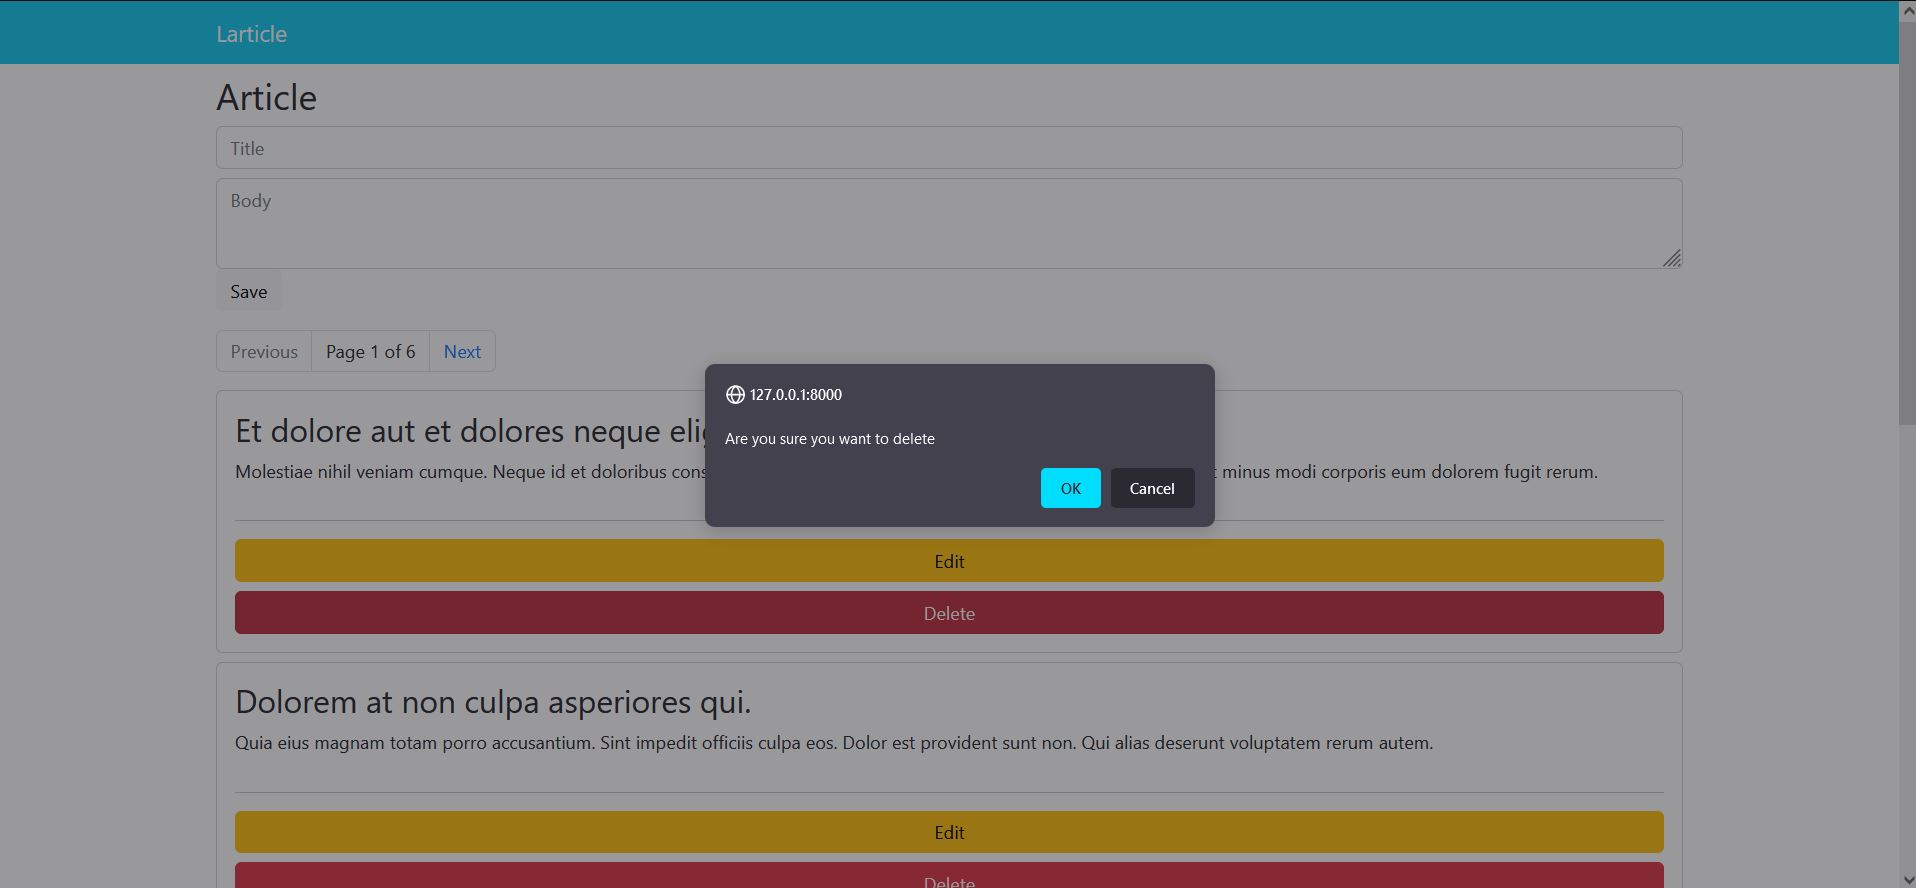 Larticle
Article
Title
Body
Save
Previous Page 1 of 6 Next
127.0.0.1:8000
Are you sure you want to delete
OK Cancel
Et dolore aut et dolores neque
Molestiae nihil veniam cumque. Neque id et doloribus minus modi corporis eum dolorem fugit rerum.
Edit
Delete
Dolorem at non culpa asperiores qui.
Quia eius magnam totam porro accusantium. Sint impedit officiis culpa eos. Dolor est provident sunt non. Qui alias deserunt voluptatem rerum autem.
Edit
Delete